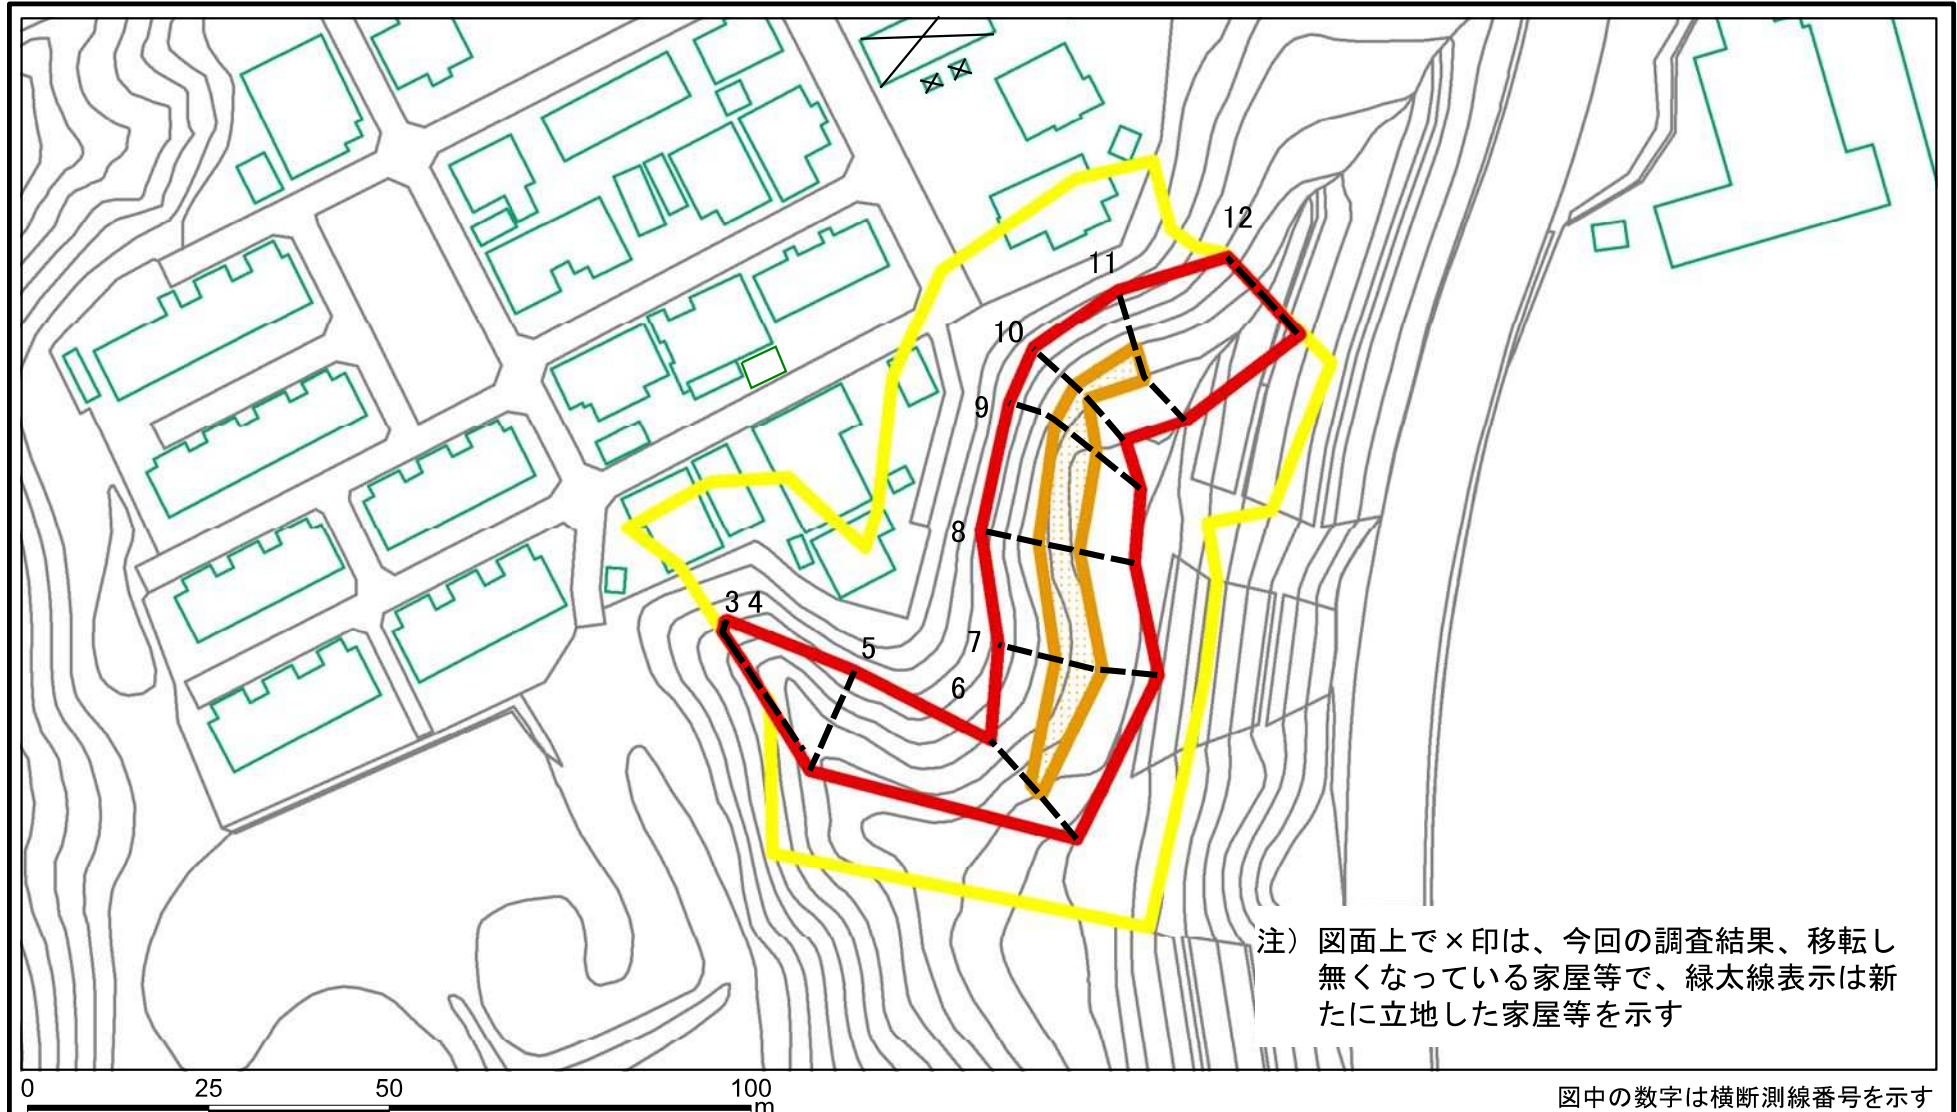 12
11
10
9
8
3 4
5
7
6
注）図面上で×印は、今回の調査結果、移転し
無くなっている家屋等で、緑太線表示は新
たに立地した家屋等を示す
0 25 50 100
m
図中の数字は横断測線番号を示す